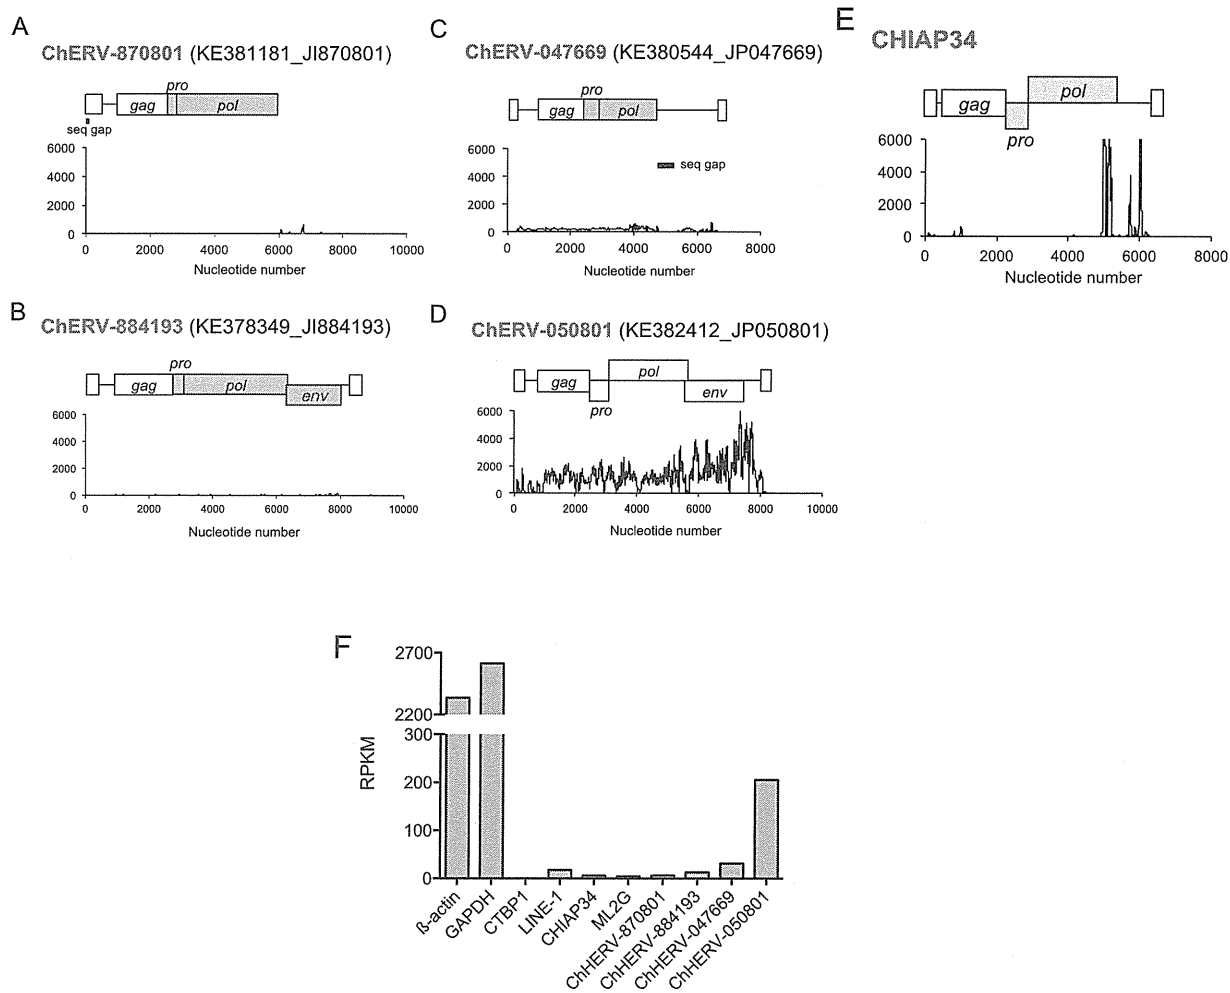 A
ChERV-870801 (KE381181_JI870801)
pro
gag
pol
seq gap
6000
4000
2000
0
0 2000 4000 6000 8000 10000
Nucleotide number
B
ChERV-884193 (KE378349_JI884193)
pro
gag
pol
env
6000
4000
2000
0
0 2000 4000 6000 8000 10000
Nucleotide number
C
ChERV-047669 (KE380544_JP047669)
pro
gag
pol
6000
4000
2000
0
seq gap
0 2000 4000 6000 8000
Nucleotide number
D
ChERV-050801 (KE382412_JP050801)
gag
pol
env
pro
6000
4000
2000
0
0 2000 4000 6000 8000 10000
Nucleotide number
E
CHIAP34
gag
pol
pro
6000
4000
2000
0
0 2000 4000 6000 8000
Nucleotide number
F
RPKM
2700
2200
300
200
100
0
ß-actin
GAPDH
CTBP1
LINE-1
CHIAP34
ML2G
ChHERV-870801
ChHERV-884193
ChHERV-047669
ChHERV-050801